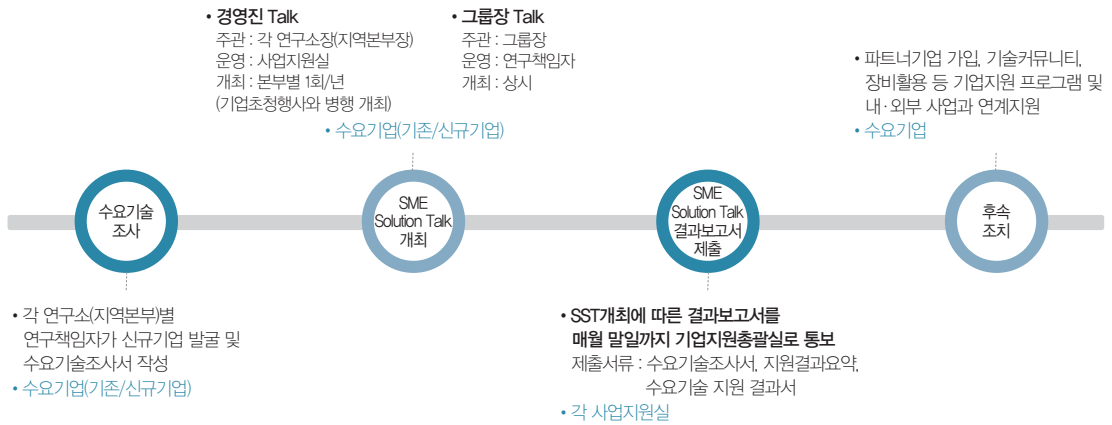 • 경영진 Talk
주관 : 각 연구소장(지역본부장)
운영 : 사업지원실
개최 : 본부별 1회/년
(기업초청행사와 병행 개최)
• 그룹장 Talk
주관 : 그룹장
운영 : 연구책임자
개최 : 상시
• 수요기업(기존/신규기업)
• 파트너기업 가입, 기술커뮤니티,
장비활용 등 기업지원 프로그램 및
내·외부 사업과 연계지원
• 수요기업
수요기술
조사
SME
Solution Talk
개최
SME
Solution Talk
결과보고서
제출
후속
조치
• 각 연구소(지역본부)별
연구책임자가 신규기업 발굴 및
수요기술조사서 작성
• 수요기업(기존/신규기업)
• SST개최에 따른 결과보고서를
매월 말일까지 기업지원총괄실로 통보
제출서류 : 수요기술조사서, 지원결과요약,
수요기술 지원 결과서
• 각 사업지원실